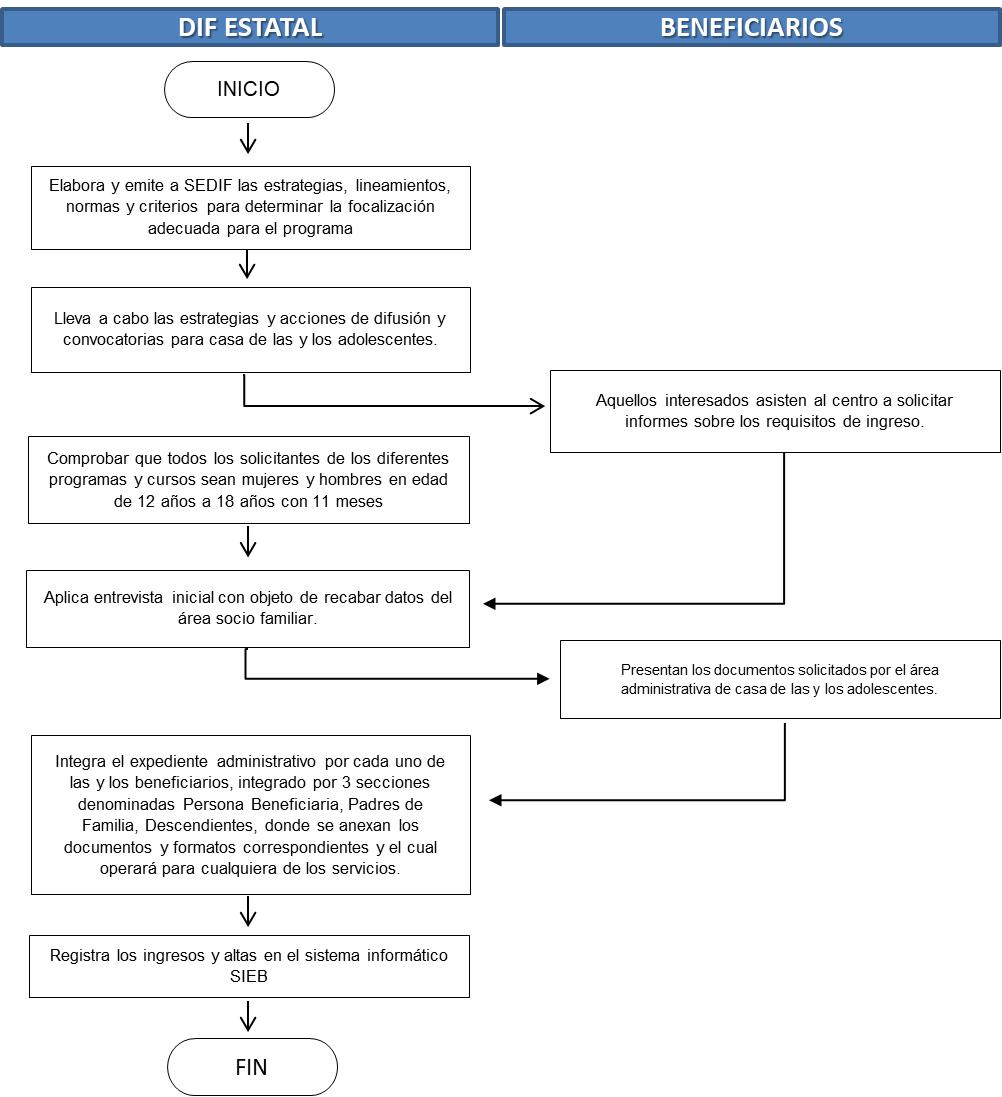 DIF ESTATAL
BENEFICIARIOS
INICIO
Elabora y emite a SEDIF las estrategias, lineamientos,
normas y criterios para determinar la focalización
adecuada para el programa
Lleva a cabo las estrategias y acciones de difusión y
convocatorias para casa de las y los adolescentes.
Aquellos interesados asisten al centro a solicitar
informes sobre los requisitos de ingreso.
Comprobar que todos los solicitantes de los diferentes
programas y cursos sean mujeres y hombres en edad
de 12 años a 18 años con 11 meses
Aplica entrevista inicial con objeto de recabar datos del
área socio familiar.
Presentan los documentos solicitados por el área
administrativa de casa de las y los adolescentes.
Integra el expediente administrativo por cada uno de
las y los beneficiarios, integrado por 3 secciones
denominadas Persona Beneficiaria, Padres de
Familia, Descendientes, donde se anexan los
documentos y formatos correspondientes y el cual
operará para cualquiera de los servicios.
Registra los ingresos y altas en el sistema informático
SIEB
FIN